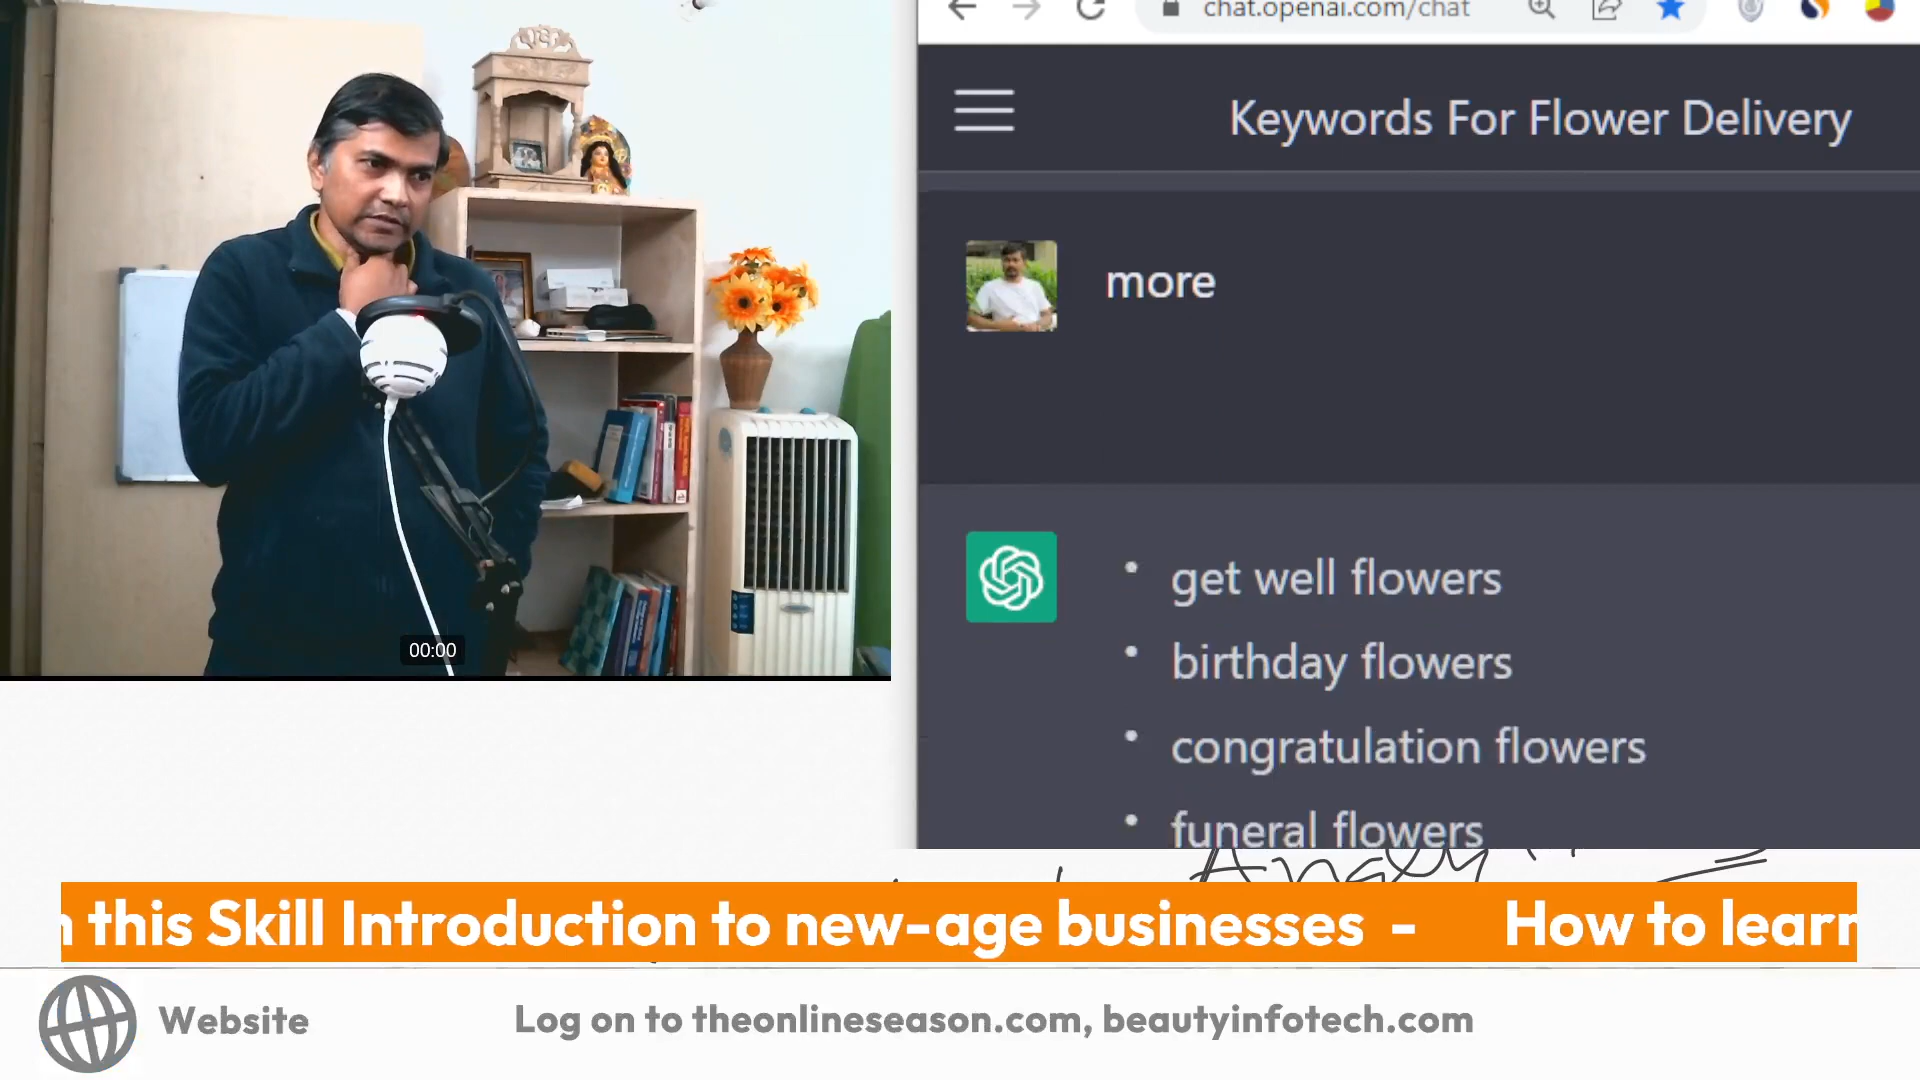 chat.openai.com/chat
Keywords For Flower Delivery
more
get well flowers
birthday flowers
congratulation flowers
funeral flowers
00:00
this Skill Introduction to new-age businesses - How to learn
Website
Log on to theonlineseason.com, beautyinfotech.com